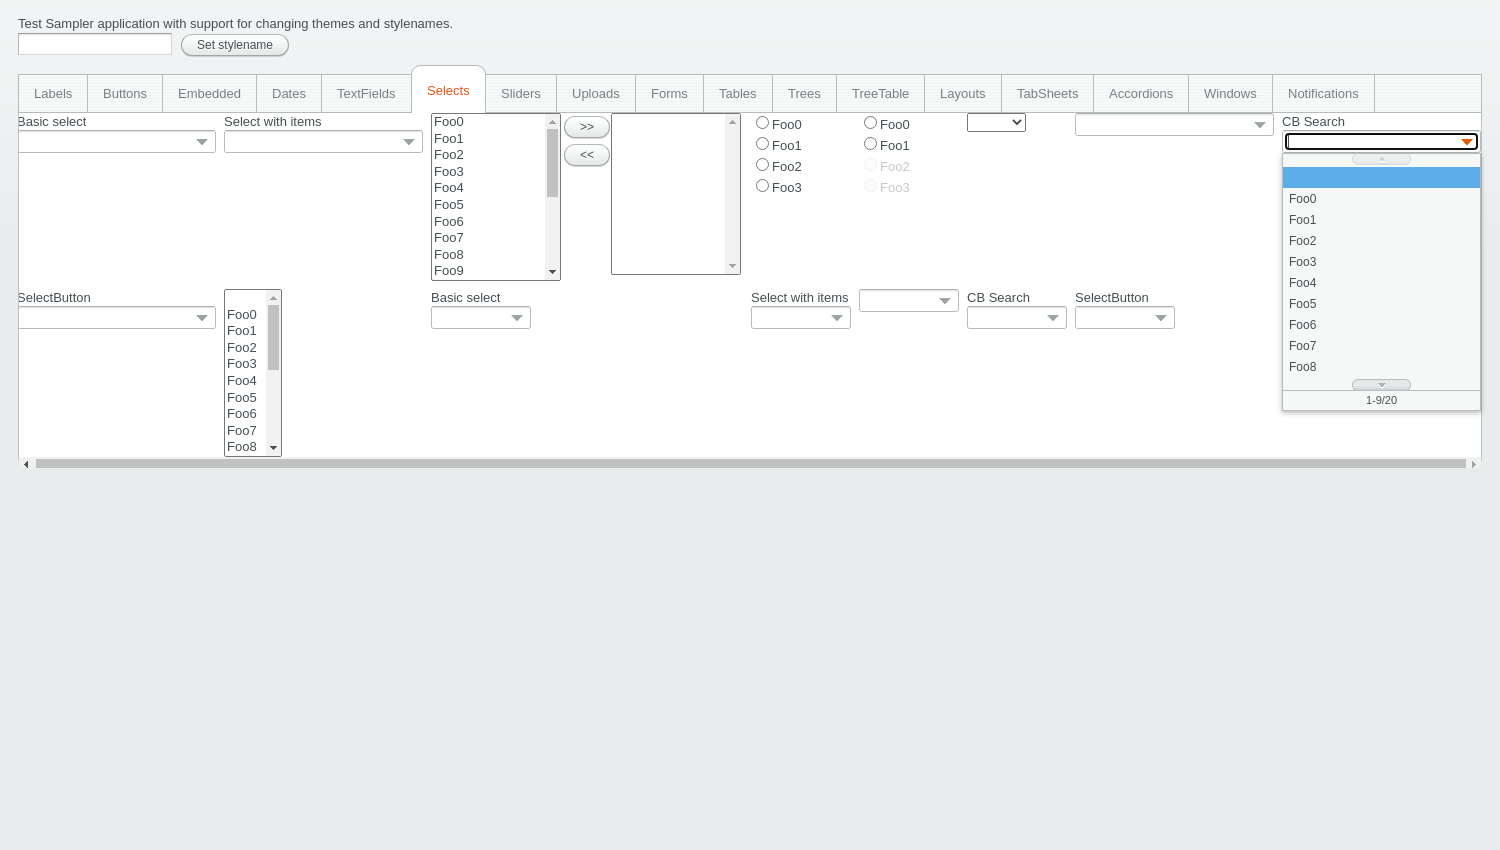 Test Sampler application with support for changing themes and stylenames.
Set stylename
Labels Buttons Embedded Dates TextFields Selects Sliders Uploads Forms Tables Trees TreeTable Layouts TabSheets Accordions Windows Notifications
Basic select
Select with items
Foo0
Foo1
Foo2
Foo3
Foo4
Foo5
Foo6
Foo7
Foo8
Foo9
>>
<<
Foo0
Foo1
Foo2
Foo3
Foo0
Foo1
Foo2
Foo3
CB Search
Foo0
Foo1
Foo2
Foo3
Foo4
Foo5
Foo6
Foo7
Foo8
1-9/20
SelectButton
Foo0
Foo1
Foo2
Foo3
Foo4
Foo5
Foo6
Foo7
Foo8
Basic select
Select with items
CB Search
SelectButton